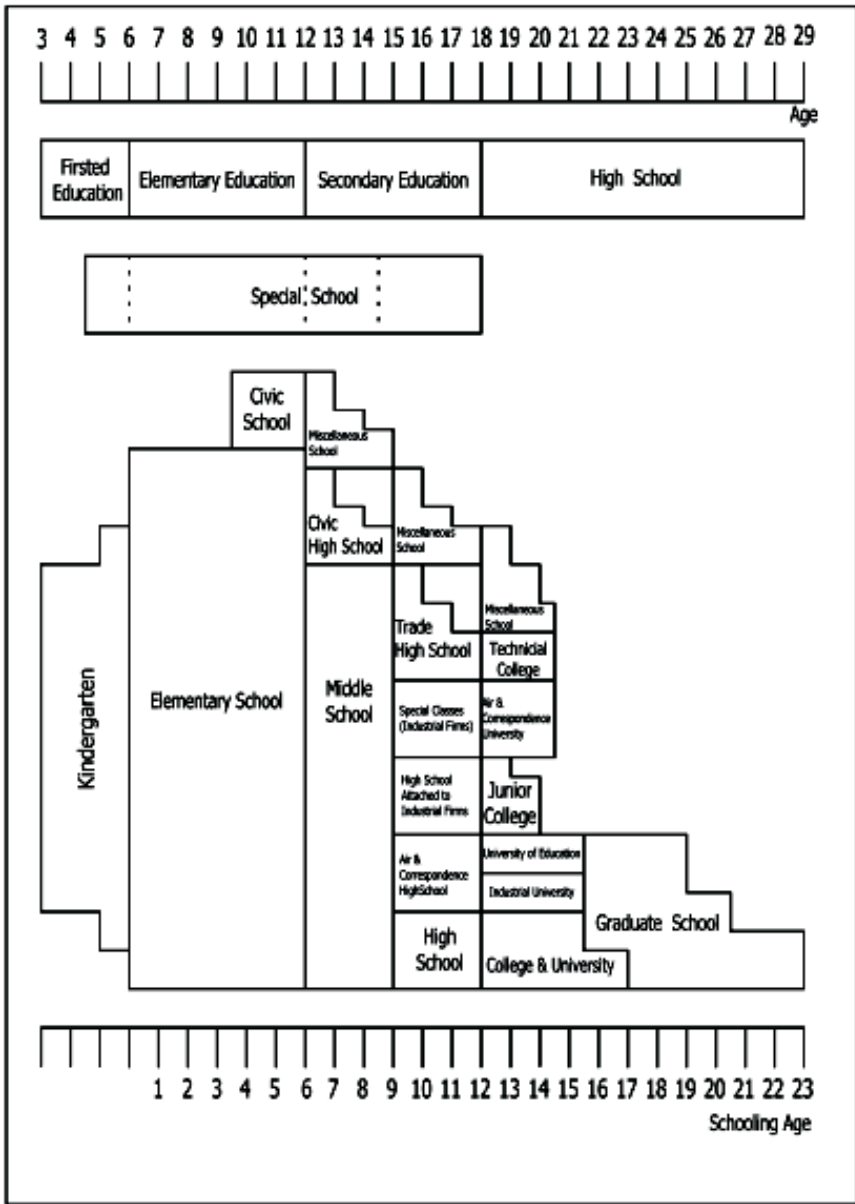 3 4 5 6 7 8 9 10 11 12 13 14 15 16 17 18 19 20 21 22 23 24 25 26 27 28 29
Age
Firsted
Education
Elementary Education
Secondary Education
High School
Special School
Civic
School
Miscellaneous
School
Civic
High School
Miscellaneous
School
Miscellaneous
School
Kindergarten
Elementary School
Middle
School
Trade
High School
Technicial
College
Special Classes
(Industrial Firms)
Air &
Correspondence
University
High School
Attached to
Industrial Firms
Junior
College
Air &
Correspondence
HighSchool
University of Education
Industrial University
Graduate School
High
School
College & University
1 2 3 4 5 6 7 8 9 10 11 12 13 14 15 16 17 18 19 20 21 22 23
Schooling Age